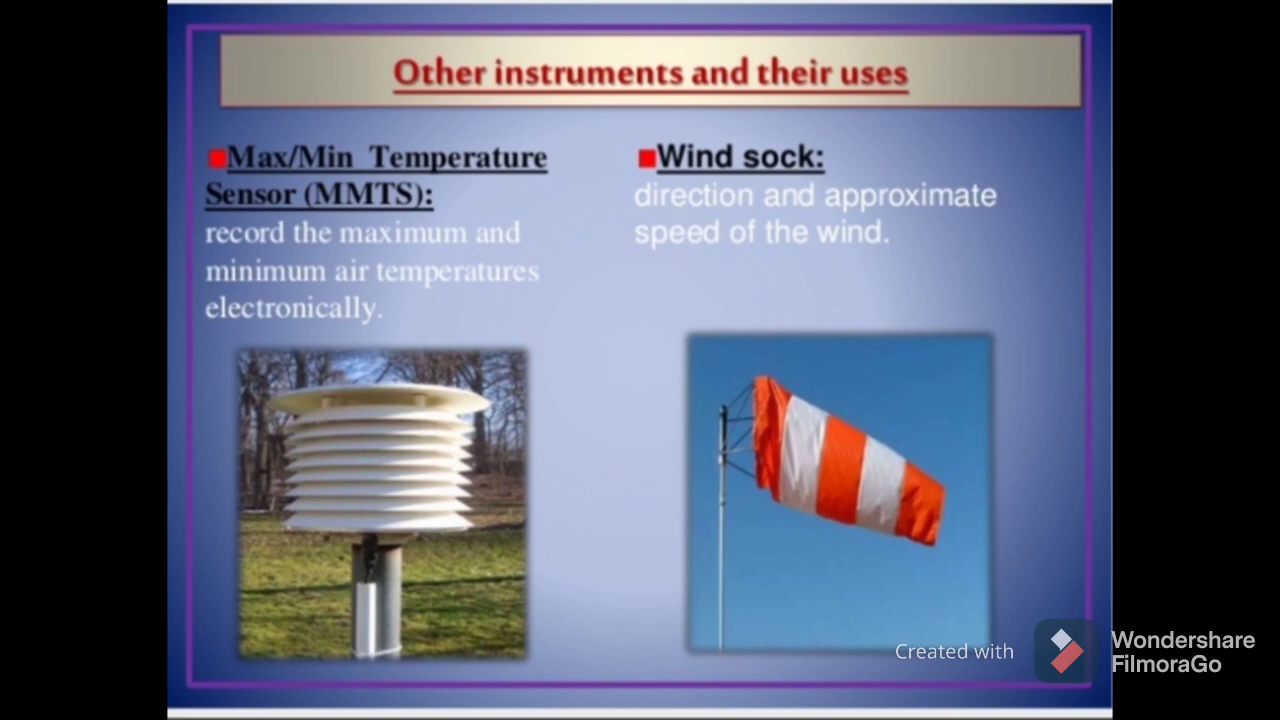 Other instruments and their uses
Max/Min Temperature
Sensor (MMTS):
record the maximum and
minimum air temperatures
electronically.
Wind sock:
direction and approximate
speed of the wind.
Created with
Wondershare
FilmoraGo